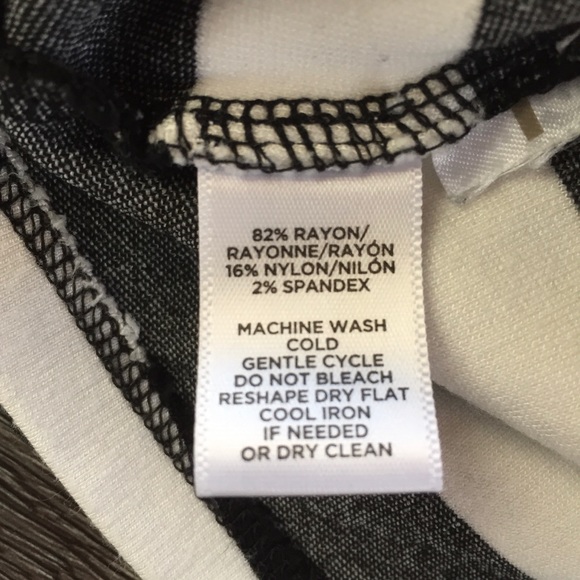 82% RAYON/
RAYONNE/RAYÓN
16% NYLON/NILÓN
2% SPANDEX
MACHINE WASH
COLD
GENTLE CYCLE
DO NOT BLEACH
RESHAPE DRY FLAT
COOL IRON
IF NEEDED
OR DRY CLEAN